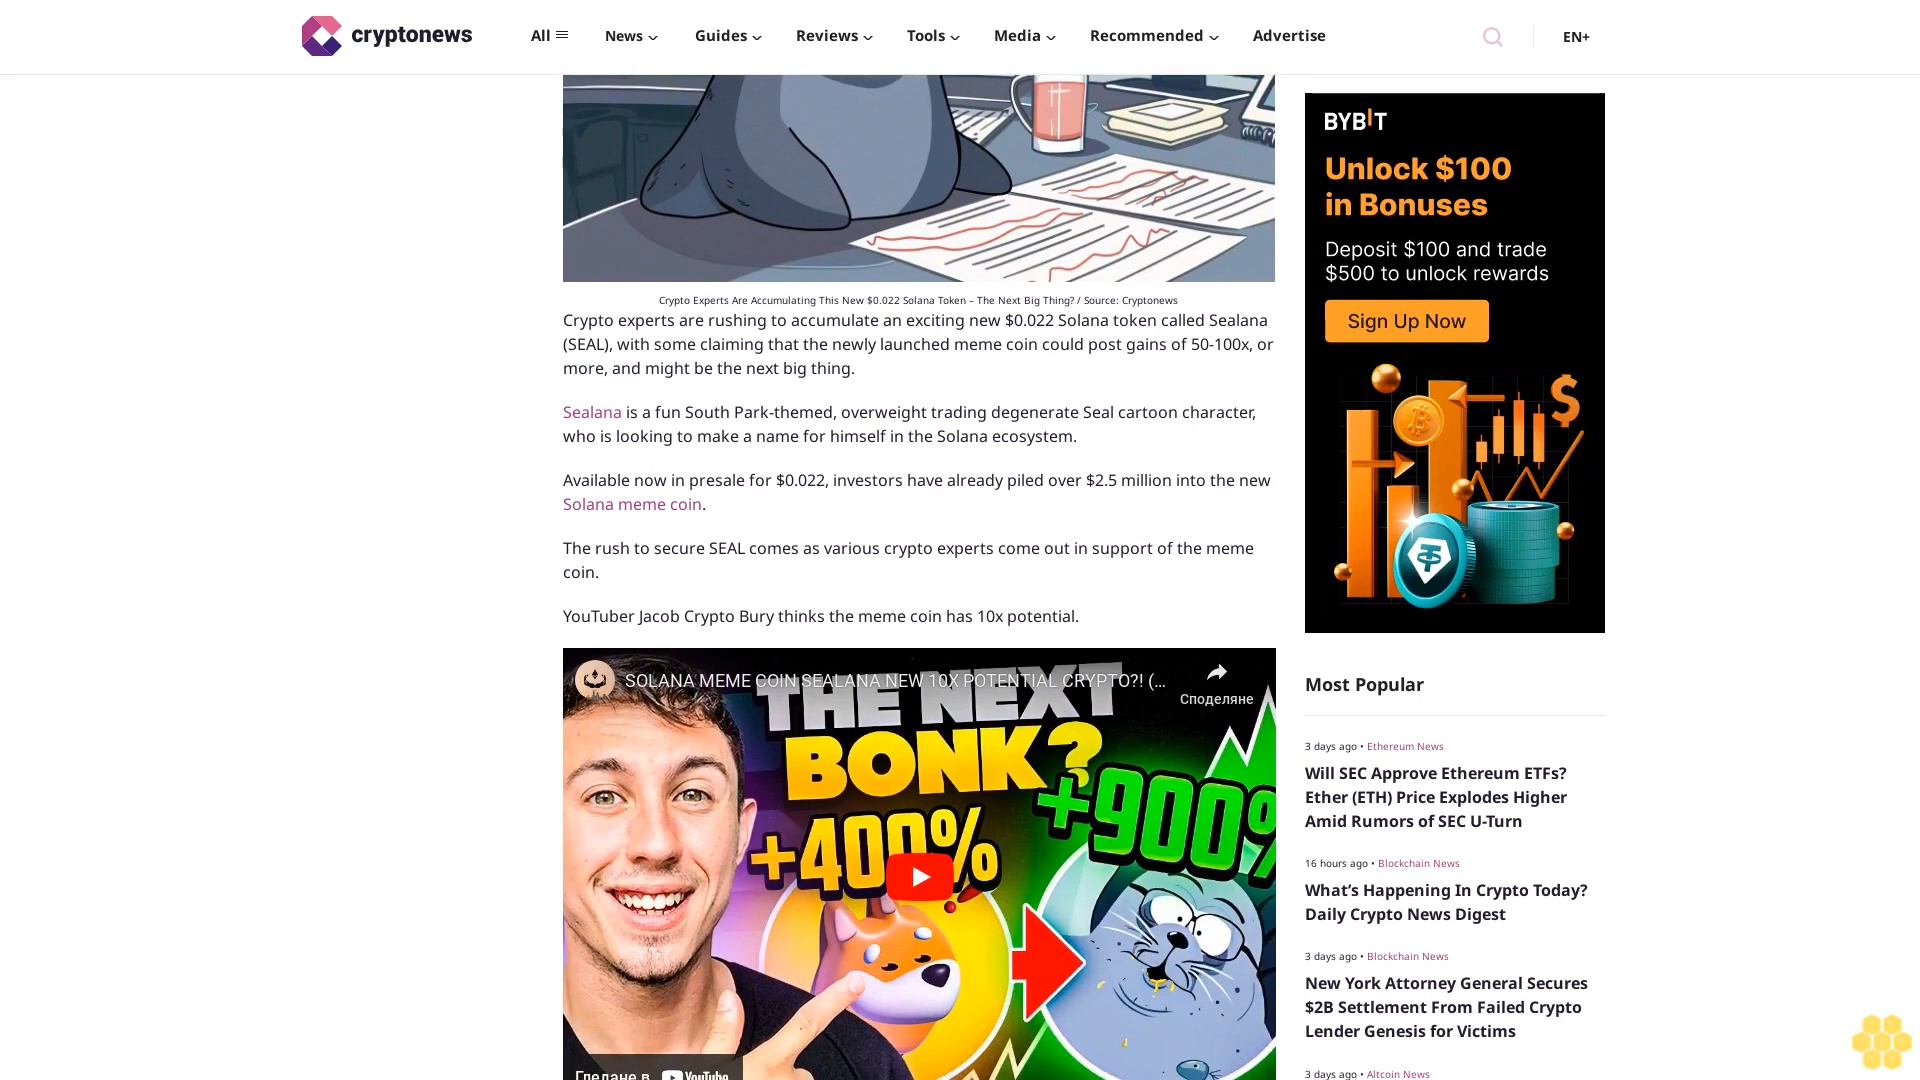 cryptonews
All
News
Guides
Reviews
Tools
Media
Recommended
Advertise
EN+
Crypto Experts Are Accumulating This New $0.022 Solana Token – The Next Big Thing? / Source: Cryptonews
Crypto experts are rushing to accumulate an exciting new $0.022 Solana token called Sealana
(SEAL), with some claiming that the newly launched meme coin could post gains of 50-100x, or
more, and might be the next big thing.
Sealana is a fun South Park-themed, overweight trading degenerate Seal cartoon character,
who is looking to make a name for himself in the Solana ecosystem.
Available now in presale for $0.022, investors have already piled over $2.5 million into the new
Solana meme coin.
The rush to secure SEAL comes as various crypto experts come out in support of the meme
coin.
YouTuber Jacob Crypto Bury thinks the meme coin has 10x potential.
SOLANA MEME COIN SEALANA NEW 10X POTENTIAL CRYPTO?! (...
Споделяне
THE NEXT
BONK?
+400%
+900%
Гледане в YouTube
BYBIT
Unlock $100
in Bonuses
Deposit $100 and trade
$500 to unlock rewards
Sign Up Now
Most Popular
3 days ago • Ethereum News
Will SEC Approve Ethereum ETFs?
Ether (ETH) Price Explodes Higher
Amid Rumors of SEC U-Turn
16 hours ago • Blockchain News
What’s Happening In Crypto Today?
Daily Crypto News Digest
3 days ago • Blockchain News
New York Attorney General Secures
$2B Settlement From Failed Crypto
Lender Genesis for Victims
3 days ago • Altcoin News